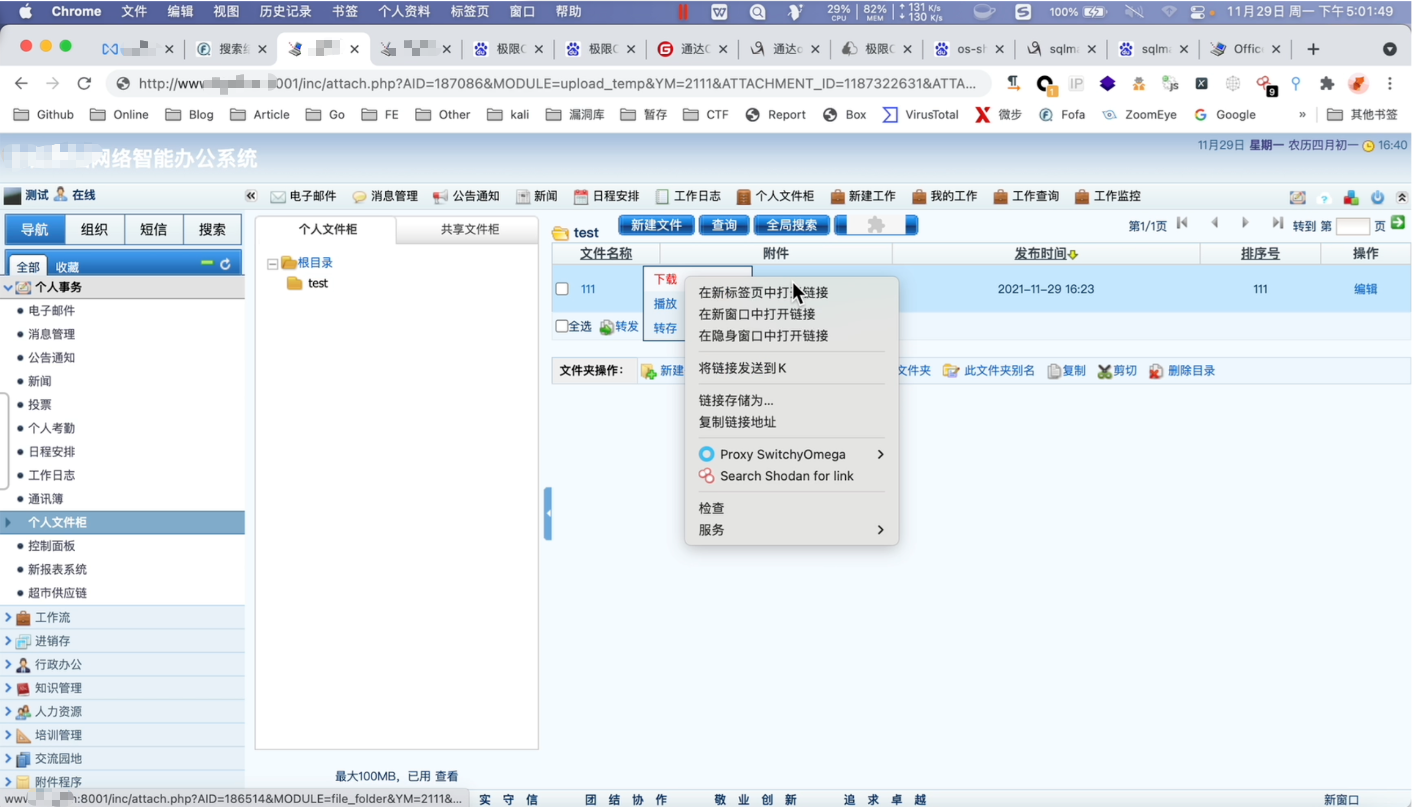 Chrome 文件 编辑 视图 历史记录 书签 个人资料 标签页 窗口 帮助 29% CPU 82% MEM 131 K/s 130 K/s 100% 11月29日 周一 下午5:01:49
搜索 极限 极限 通达 通达 极限 os-sh sqlma sqlm Office
http://www 001/inc/attach.php?AID=187086&MODULE=upload_temp&YM=2111&ATTACHMENT_ID=1187322631&ATTA...
Github Online Blog Article Go FE Other kali 漏洞库 暂存 CTF Report Box VirusTotal 微步 Fofa ZoomEye Google » 其他书签
网络智能办公系统
11月29日 星期一 农历四月初一 16:40
测试 在线 电子邮件 消息管理 公告通知 新闻 日程安排 工作日志 个人文件柜 新建工作 我的工作 工作查询 工作监控
导航 组织 短信 搜索
全部 收藏
个人事务
电子邮件
消息管理
公告通知
新闻
投票
个人考勤
日程安排
工作日志
通讯簿
个人文件柜
控制面板
新报表系统
超市供应链
工作流
进销存
行政办公
知识管理
人力资源
培训管理
交流园地
附件程序
个人文件柜 共享文件柜
根目录
test
最大100MB，已用 查看
test 新建文件 查询 全局搜索 第1/1页 转到 第 页
文件名称 附件 发布时间 排序号 操作
111 2021-11-29 16:23 111 编辑
下载
播放
转存
全选 转发
文件夹操作： 新建 文件夹 此文件夹别名 复制 剪切 删除目录
在新标签页中打开链接
在新窗口中打开链接
在隐身窗口中打开链接
将链接发送到K
链接存储为...
复制链接地址
Proxy SwitchyOmega
Search Shodan for link
检查
服务
www :8001/inc/attach.php?AID=186514&MODULE=file_folder&YM=2111&...
实 守 信 团 结 协 作 敬 业 创 新 追 求 卓 越 新窗口